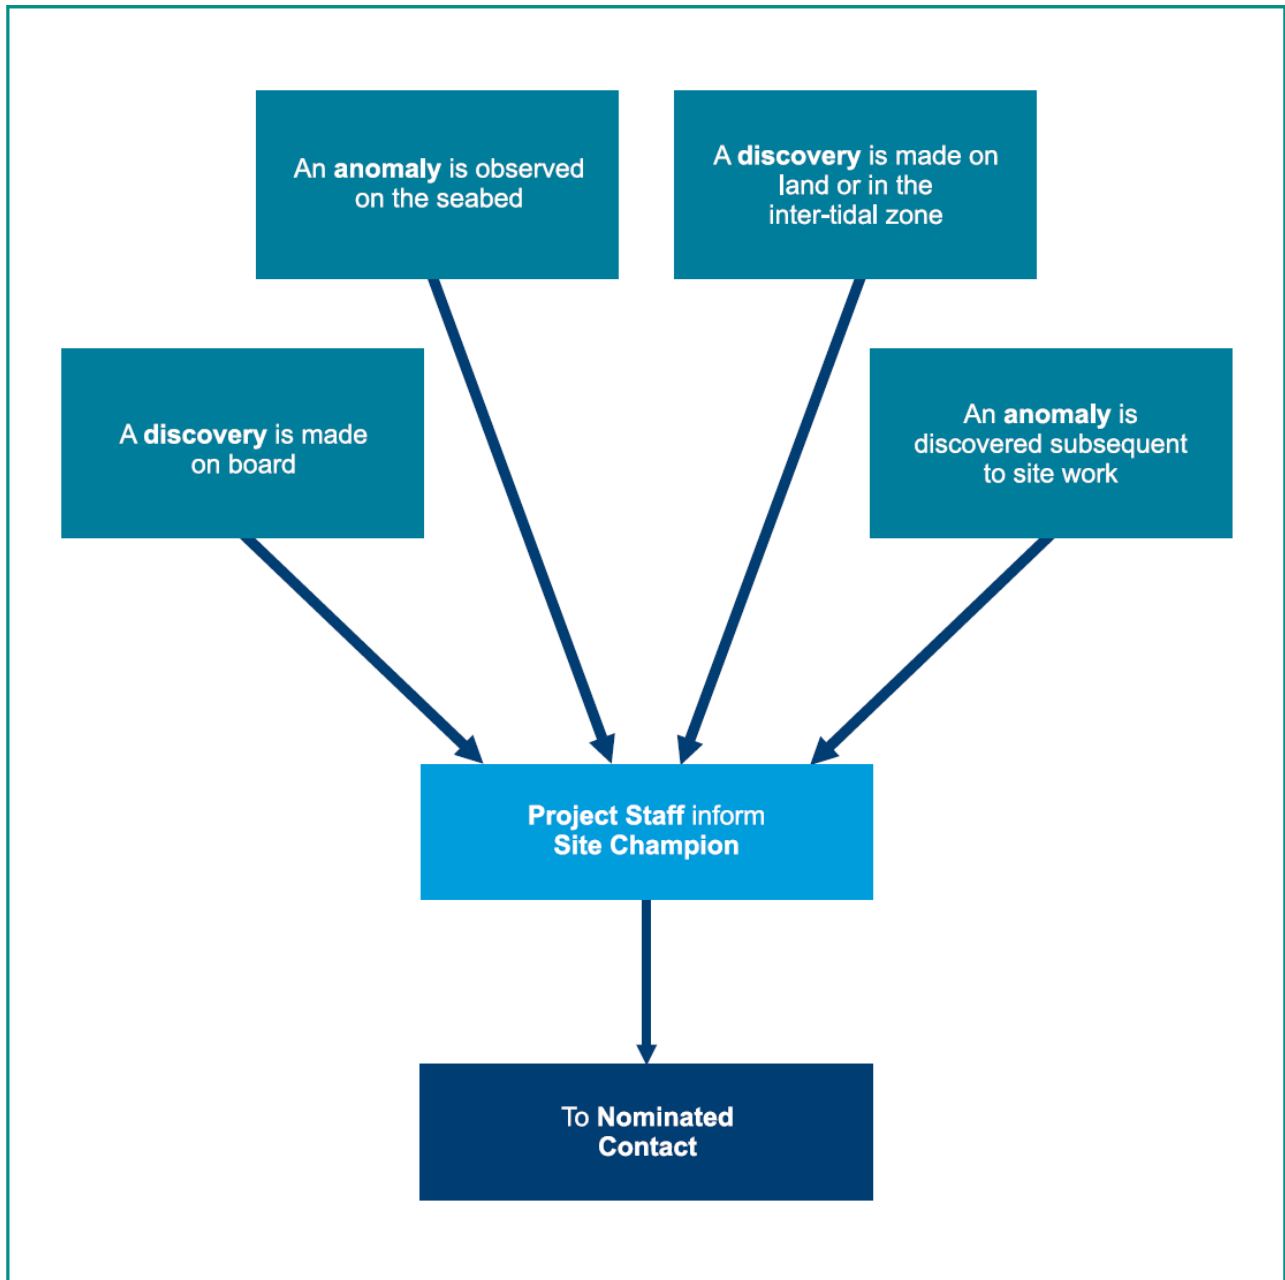 An anomaly is observed
on the seabed
A discovery is made on
land or in the
inter-tidal zone
A discovery is made
on board
An anomaly is
discovered subsequent
to site work
Project Staff inform
Site Champion
To Nominated
Contact